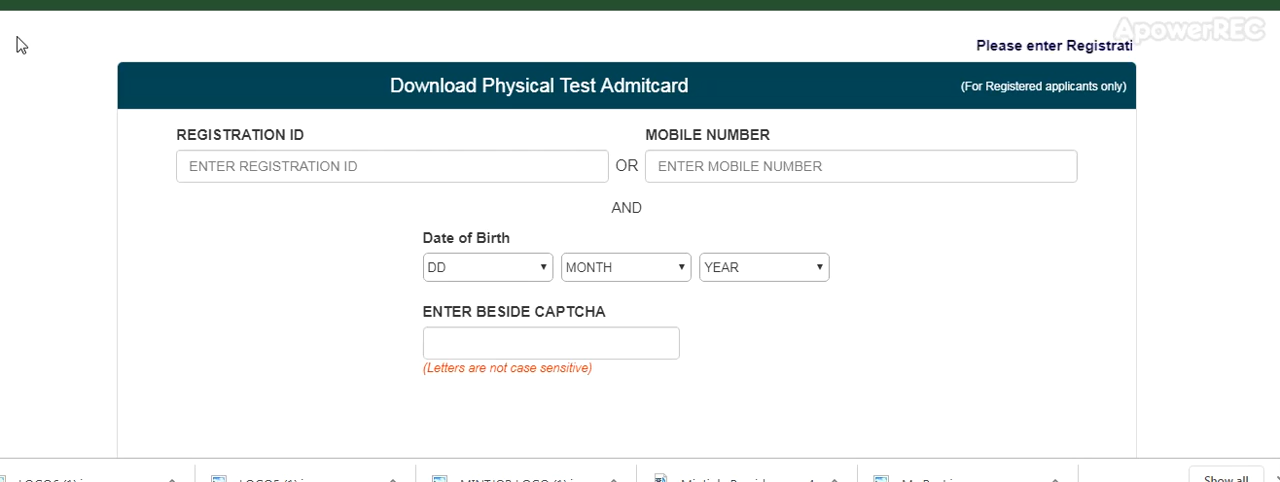 ApowerREC
Please enter Registrati
Download Physical Test Admitcard
(For Registered applicants only)
REGISTRATION ID
MOBILE NUMBER
ENTER REGISTRATION ID
OR
ENTER MOBILE NUMBER
AND
Date of Birth
DD
MONTH
YEAR
ENTER BESIDE CAPTCHA
(Letters are not case sensitive)
Show all